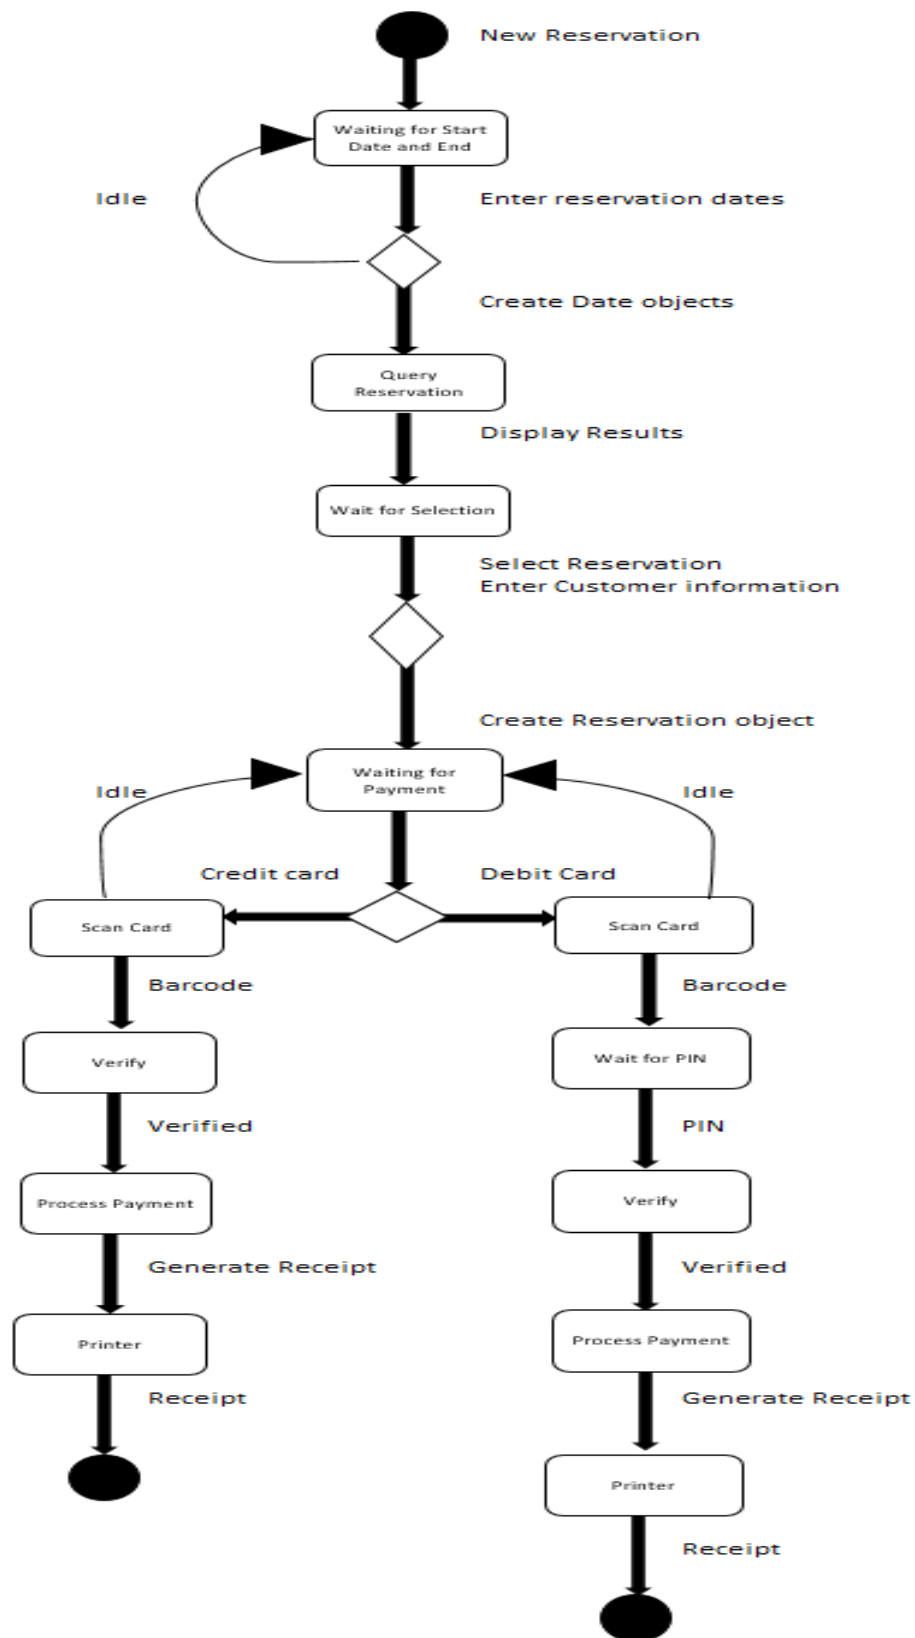 New Reservation
Waiting for Start
Date and End
Idle
Enter reservation dates
Create Date objects
Query
Reservation
Display Results
Wait for Selection
Select Reservation
Enter Customer information
Create Reservation object
Waiting for
Payment
Idle
Idle
Credit card
Debit Card
Scan Card
Scan Card
Barcode
Barcode
Verify
Wait for PIN
Verified
PIN
Process Payment
Verify
Generate Receipt
Verified
Printer
Process Payment
Receipt
Generate Receipt
Printer
Receipt